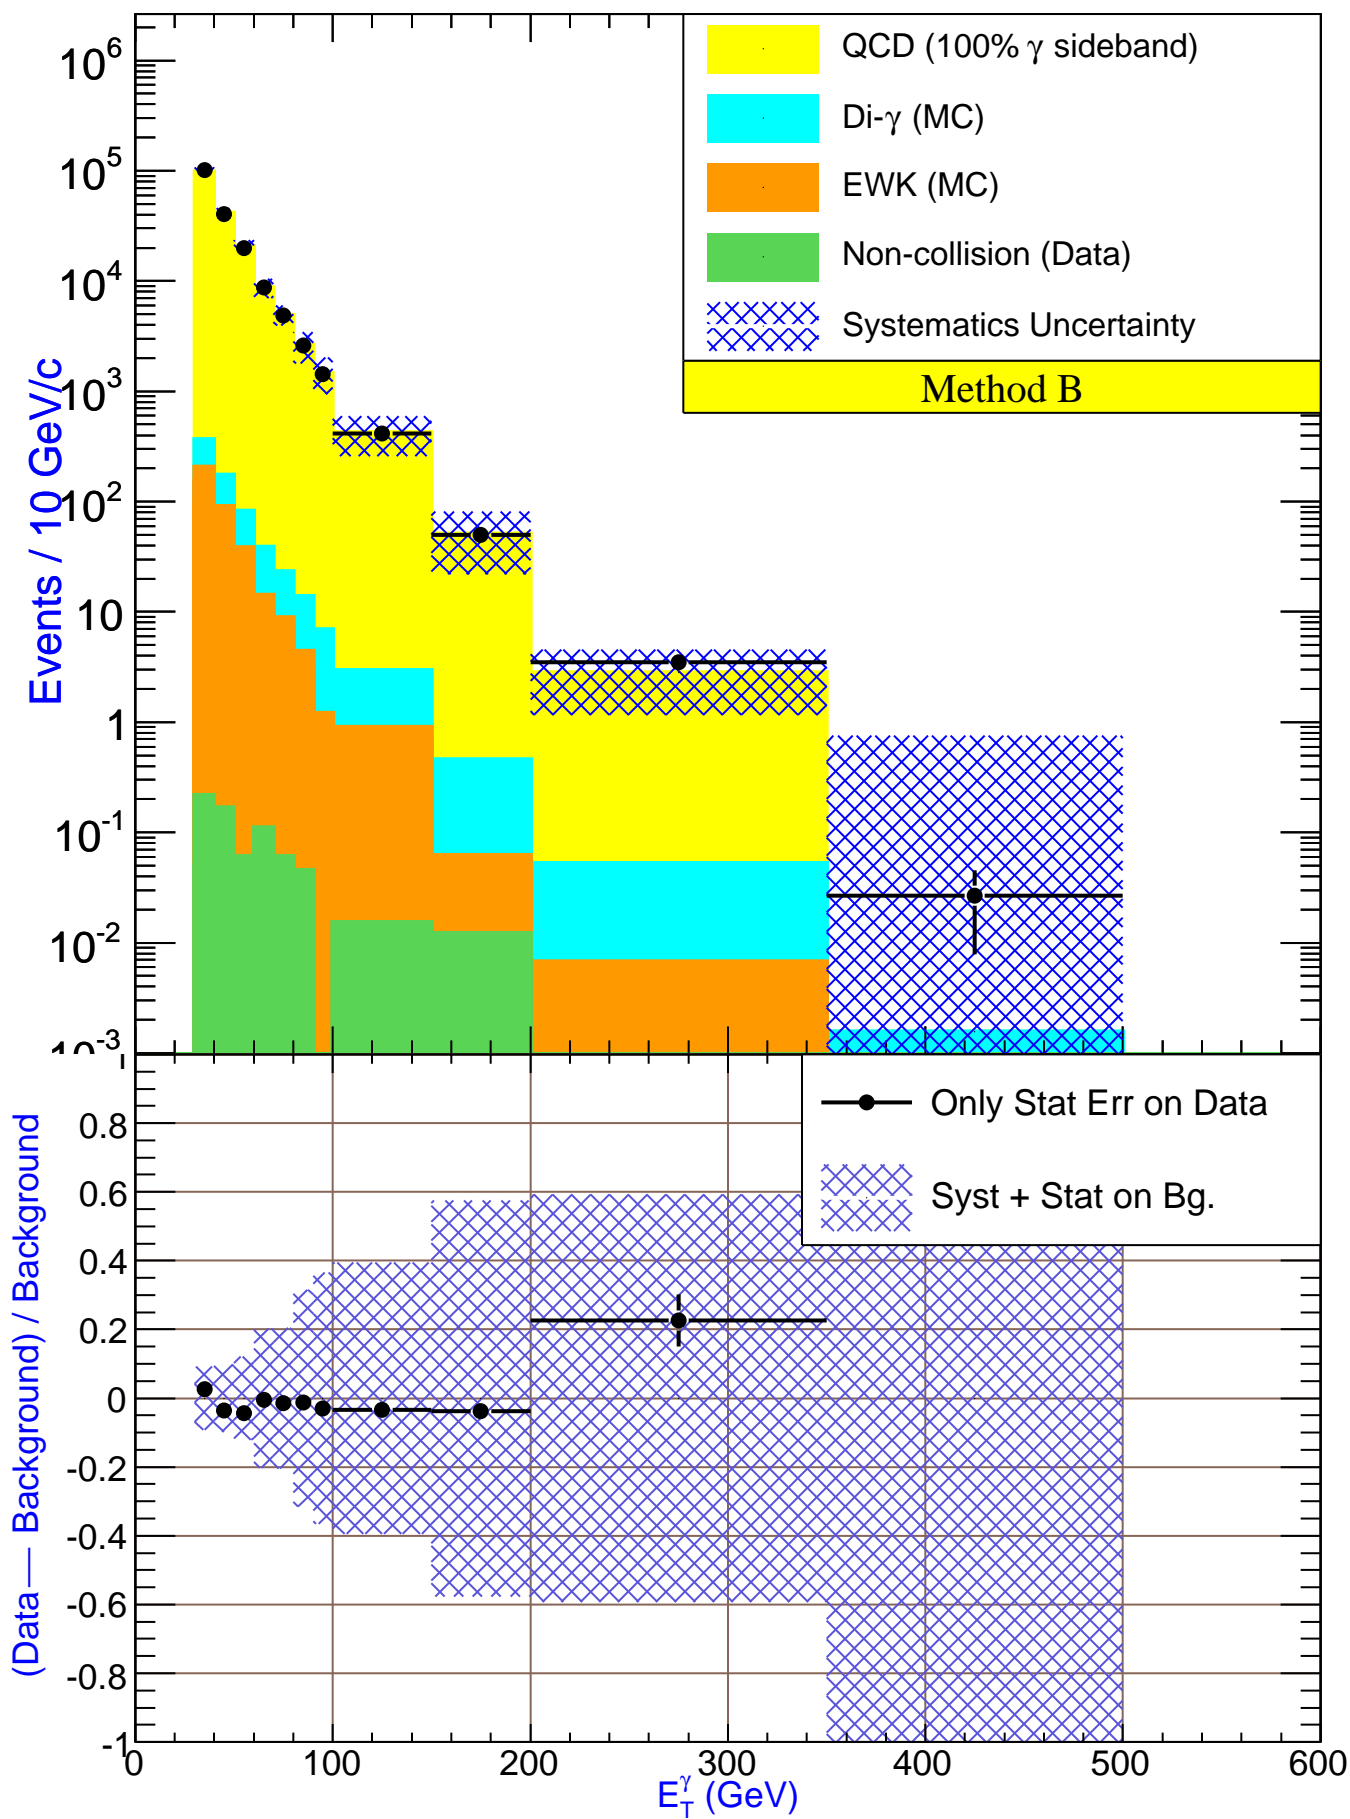 QCD (100% γ sideband)
Di-γ (MC)
EWK (MC)
Non-collision (Data)
Systematics Uncertainty
Method B
Events / 10 GeV/c
10^6
10^5
10^4
10^3
10^2
10
1
10^-1
10^-2
10^-3
Only Stat Err on Data
Syst + Stat on Bg.
(Data— Background) / Background
1
0.8
0.6
0.4
0.2
0
-0.2
-0.4
-0.6
-0.8
-1
0 100 200 300 400 500 600
E_T^γ (GeV)